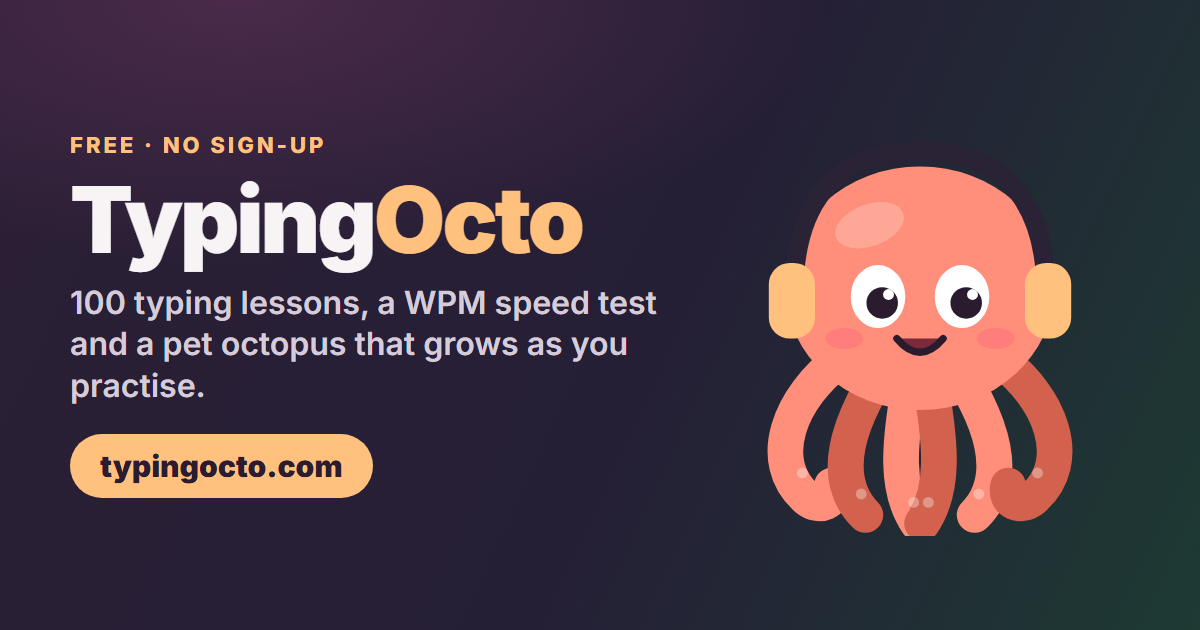 FREE · NO SIGN-UP
TypingOcto
100 typing lessons, a WPM speed test
and a pet octopus that grows as you
practise.
typingocto.com